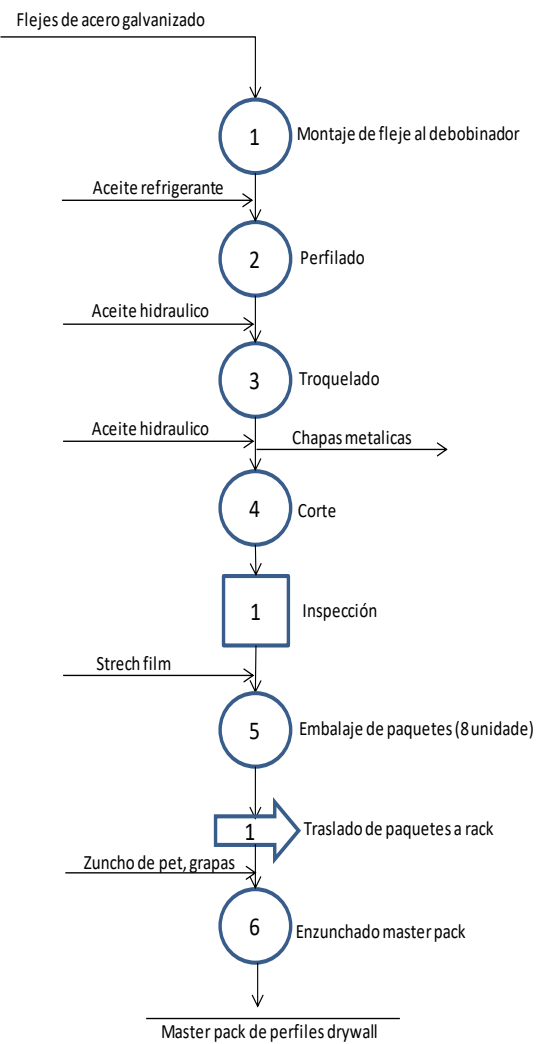 Flejes de acero galvanizado
1 Montaje de fleje al debobinador
Aceite refrigerante
2 Perfilado
Aceite hidraulico
3 Troquelado
Aceite hidraulico
Chapas metalicas
4 Corte
1 Inspección
Strech film
5 Embalaje de paquetes (8 unidade)
1 Traslado de paquetes a rack
Zuncho de pet, grapas
6 Enzunchado master pack
Master pack de perfiles drywall